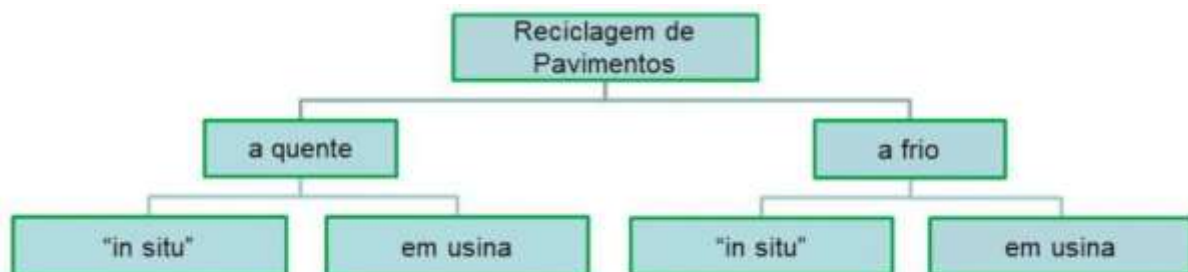 Reciclagem de
Pavimentos
a quente
a frio
"in situ"
em usina
"in situ"
em usina